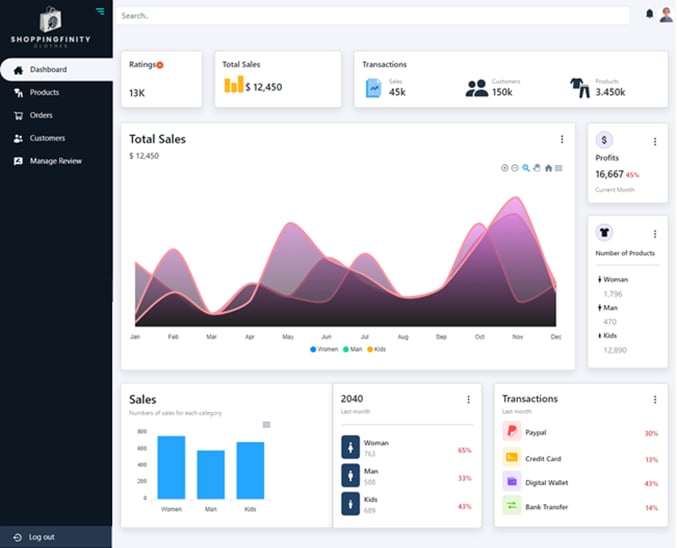 SHOPPINGFINITY
CLOTHES
Search..
Dashboard
Products
Orders
Customers
Manage Review
Log out
Ratings
13K
Total Sales
$ 12,450
Transactions
Sales
45k
Customers
150k
Products
3.450k
Total Sales
$ 12,450
Jan Feb Mar Apr May Jun Jul Aug Sep Oct Nov Dec
Women Man Kids
$
Profits
16,667 45%
Current Month
Number of Products
Woman
1,796
Man
470
Kids
12,890
Sales
Numbers of sales for each category
800
600
400
200
0
Women Man Kids
2040
Last month
Woman
763 65%
Man
588 33%
Kids
689 43%
Transactions
Last month
Paypal 30%
Credit Card 13%
Digital Wallet 43%
Bank Transfer 14%